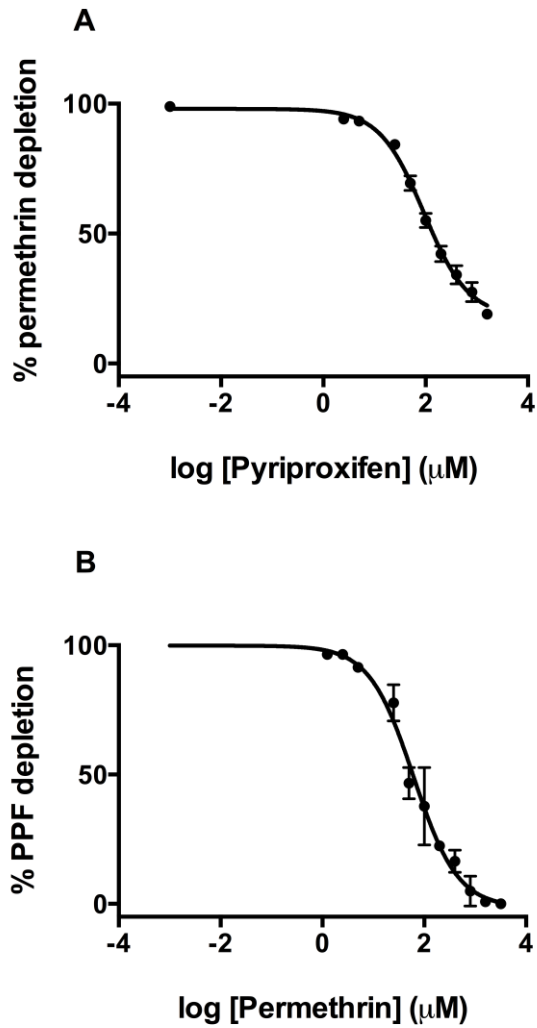 A
% permethrin depletion
100
50
0
-4
-2
0
2
4
log [Pyriproxifen] (μM)
B
% PPF depletion
100
50
0
-4
-2
0
2
4
log [Permethrin] (μM)